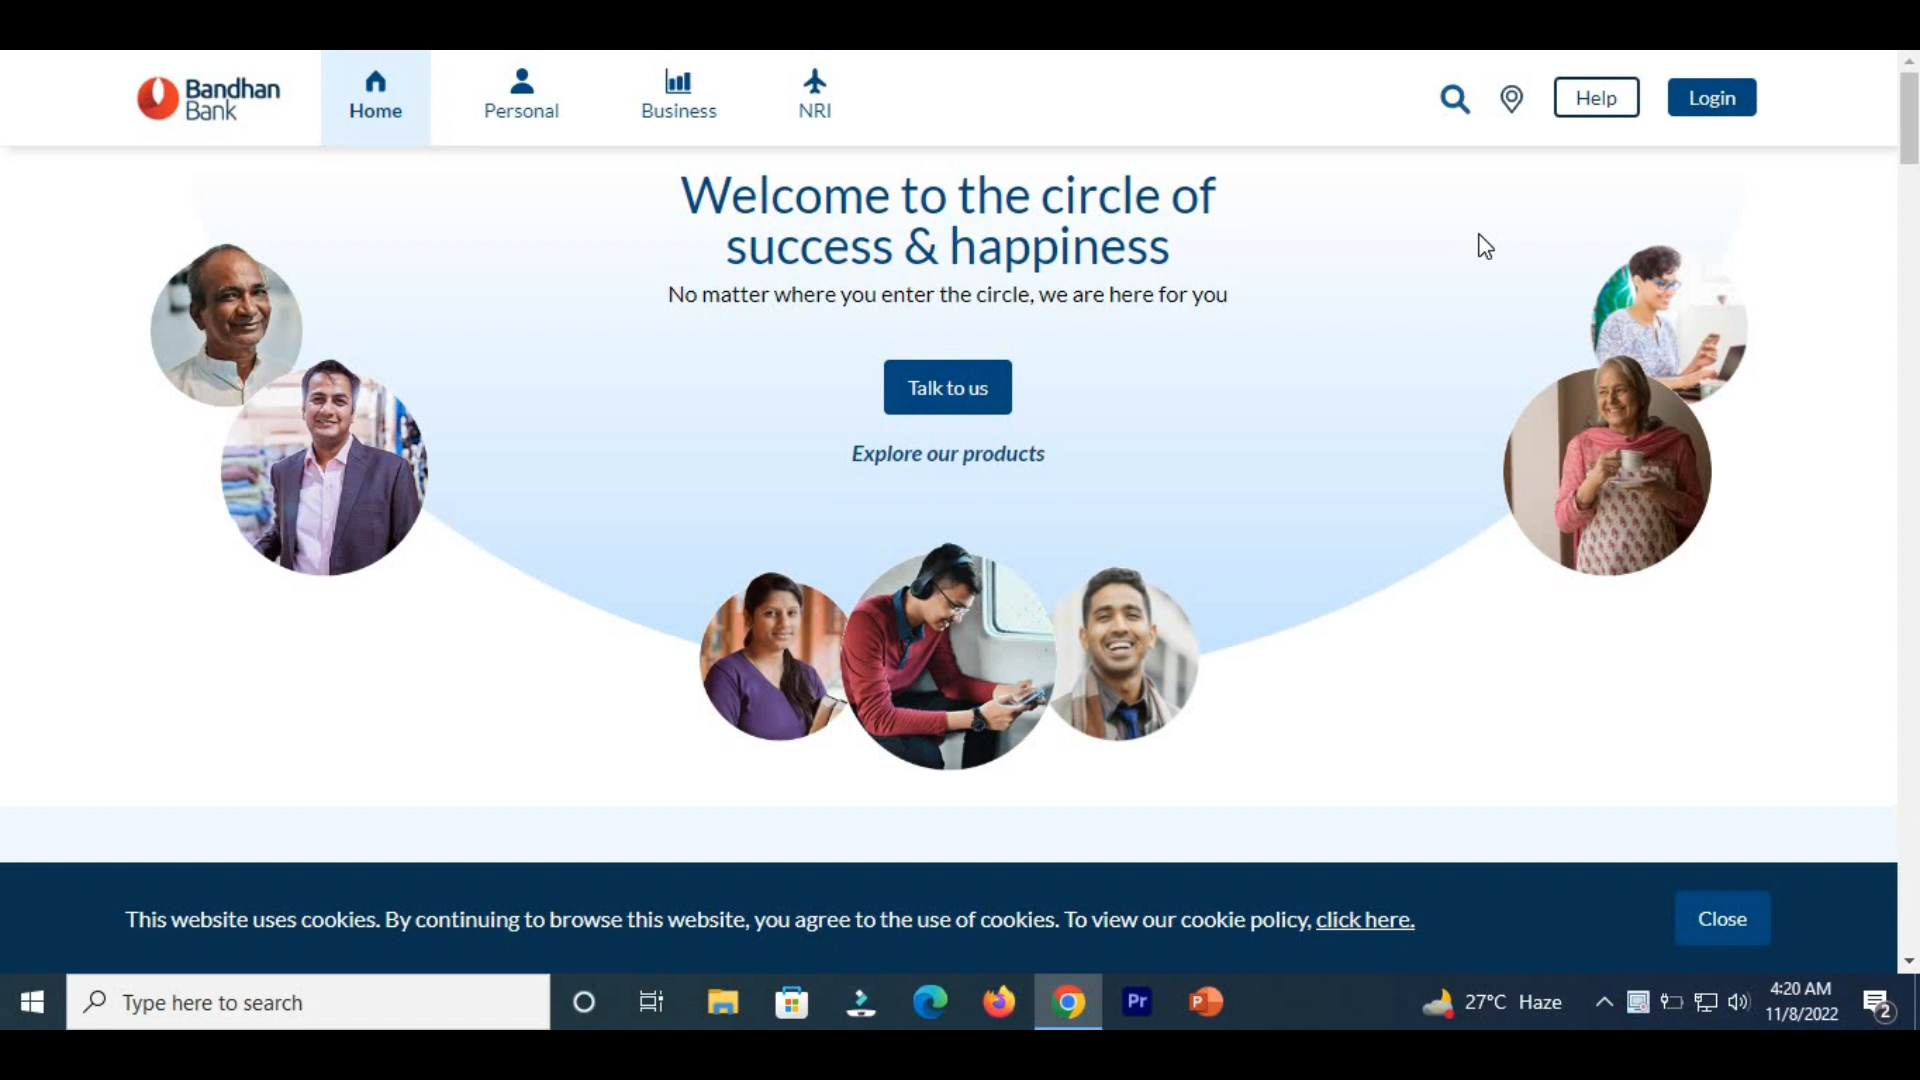 Bandhan
Bank
Home
Personal
Business
NRI
Help
Login
Welcome to the circle of
success & happiness
No matter where you enter the circle, we are here for you
Talk to us
Explore our products
This website uses cookies. By continuing to browse this website, you agree to the use of cookies. To view our cookie policy, click here.
Close
Type here to search
Pr
P
27°C Haze
4:20 AM
11/8/2022
2